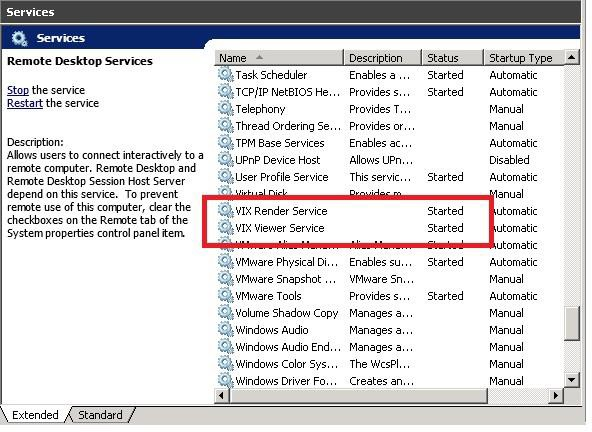 Services
Services
Remote Desktop Services
Stop the service
Restart the service
Description:
Allows users to connect interactively to a
remote computer. Remote Desktop and
Remote Desktop Session Host Server
depend on this service. To prevent
remote use of this computer, clear the
checkboxes on the Remote tab of the
System properties control panel item.
Name Description Status Startup Type
Task Scheduler Enables a ... Started Automatic
TCP/IP NetBIOS He... Provides s... Started Automatic
Telephony Provides T... Manual
Thread Ordering Se... Provides or... Manual
TPM Base Services Enables ac... Automatic
UPnP Device Host Allows UPn... Disabled
User Profile Service This servic... Started Automatic
Virtual Disk Provides m... Manual
VIX Render Service Started Automatic
VIX Viewer Service Started Automatic
VMware Alias Mana... Alias Mana... Started Automatic
VMware Physical Di... Enables su... Started Automatic
VMware Snapshot ... VMware Sn... Manual
VMware Tools Provides s... Started Automatic
Volume Shadow Copy Manages a... Manual
Windows Audio Manages a... Manual
Windows Audio End... Manages a... Manual
Windows Color Sys... The WcsPl... Manual
Windows Driver Fo... Creates an... Manual
Extended Standard